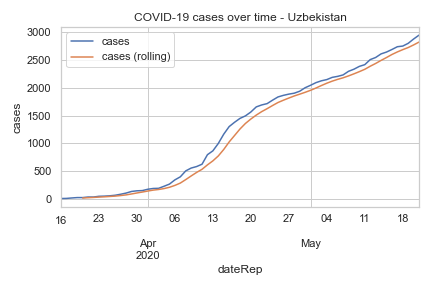 COVID-19 cases over time - Uzbekistan
cases
cases (rolling)
3000
2500
2000
1500
1000
500
0
cases
16 23 30 06 13 20 27 04 11 18
Apr May
2020
dateRep